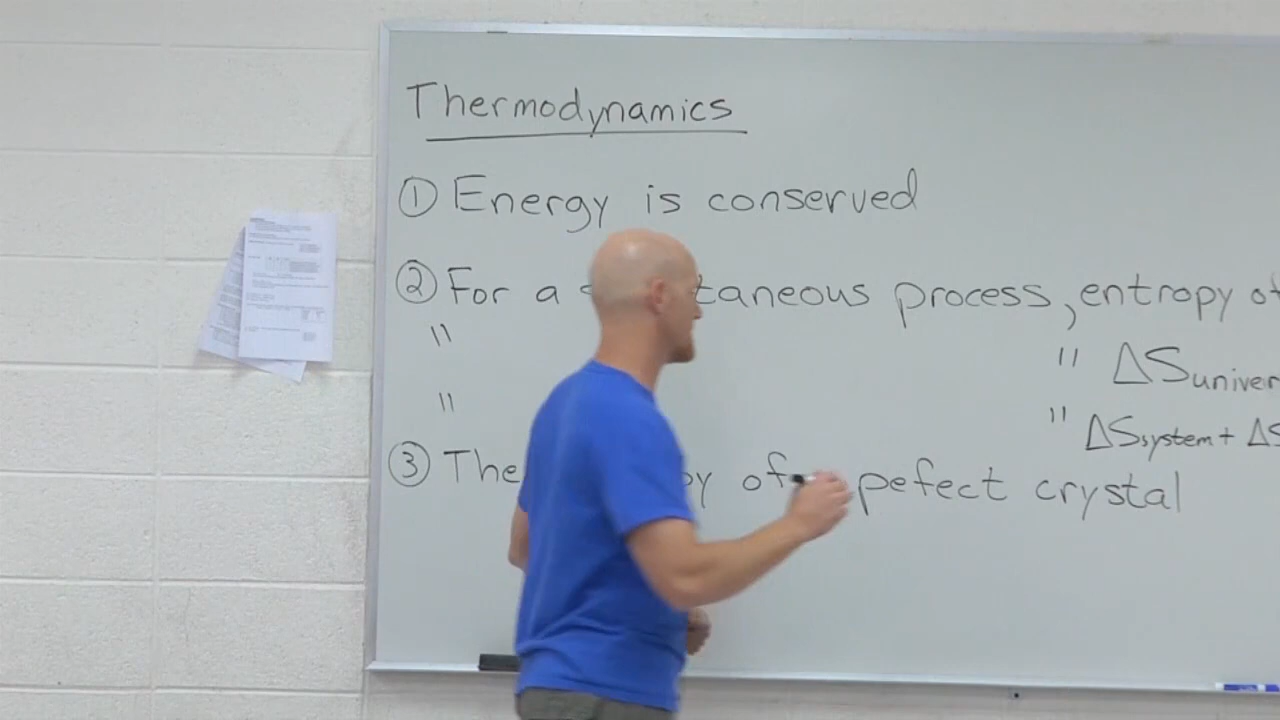 Thermodynamics
① Energy is conserved
② For a taneous process, entropy of
" " ΔSuniver
" " ΔSsystem + ΔS
③ The py of pefect crystal